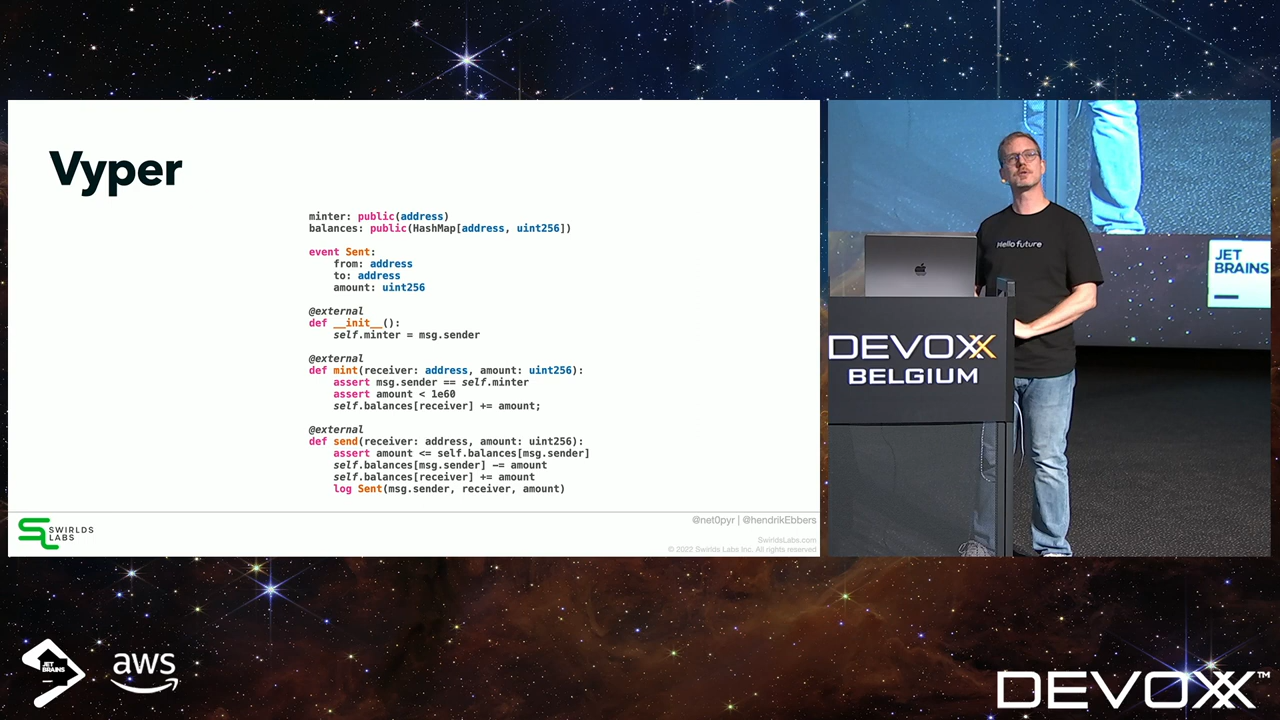 Vyper
minter: public(address)
balances: public(HashMap[address, uint256])
event Sent:
from: address
to: address
amount: uint256
@external
def __init__():
self.minter = msg.sender
@external
def mint(receiver: address, amount: uint256):
assert msg.sender == self.minter
assert amount < 1e60
self.balances[receiver] += amount;
@external
def send(receiver: address, amount: uint256):
assert amount <= self.balances[msg.sender]
self.balances[msg.sender] -= amount
self.balances[receiver] += amount
log Sent(msg.sender, receiver, amount)
SWIRLDS
LABS
@net0pyr | @hendrikEbbers
SwirldsLabs.com
© 2022 Swirlds Labs Inc. All rights reserved
Hello future
JET
BRAINS
DEVOXX
BELGIUM
JET
BRAINS
aws
DEVOXX™